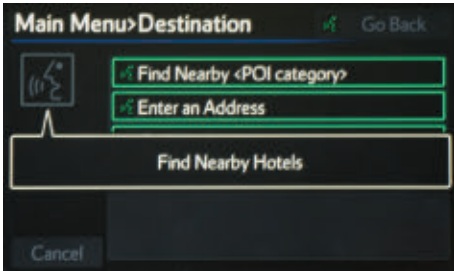 Main Menu>Destination
Go Back
Find Nearby <POI category>
Enter an Address
Find Nearby Hotels
Cancel